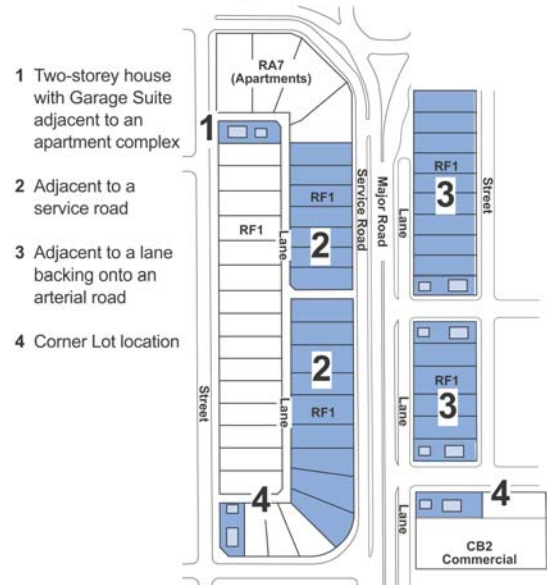 1 Two-storey house
with Garage Suite
adjacent to an
apartment complex
2 Adjacent to a
service road
3 Adjacent to a lane
backing onto an
arterial road
4 Corner Lot location
RA7
(Apartments)
1
RF1
Lane
RF1
2
Service Road
Major Road
Lane
RF1
3
Street
2
RF1
Lane
Street
Lane
RF1
3
4
4
Lane
CB2
Commercial